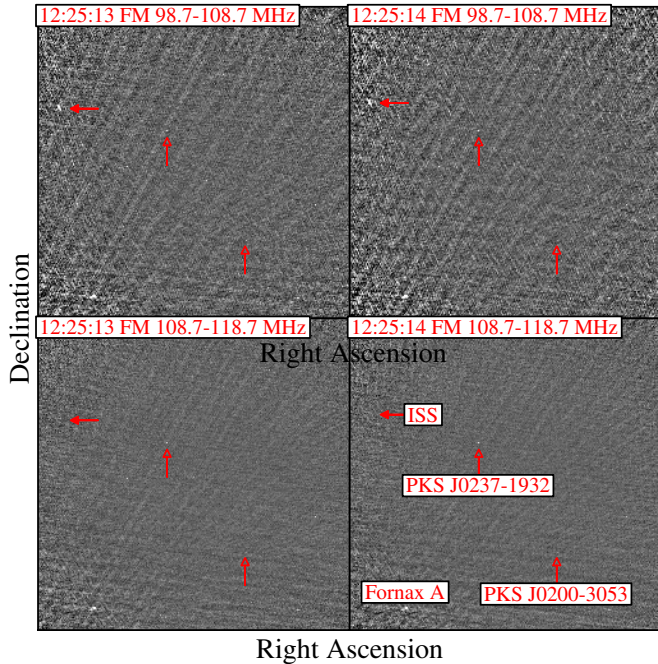 12:25:13 FM 98.7-108.7 MHz
12:25:14 FM 98.7-108.7 MHz
Declination
12:25:13 FM 108.7-118.7 MHz
12:25:14 FM 108.7-118.7 MHz
Right Ascension
ISS
PKS J0237-1932
Fornax A
PKS J0200-3053
Right Ascension